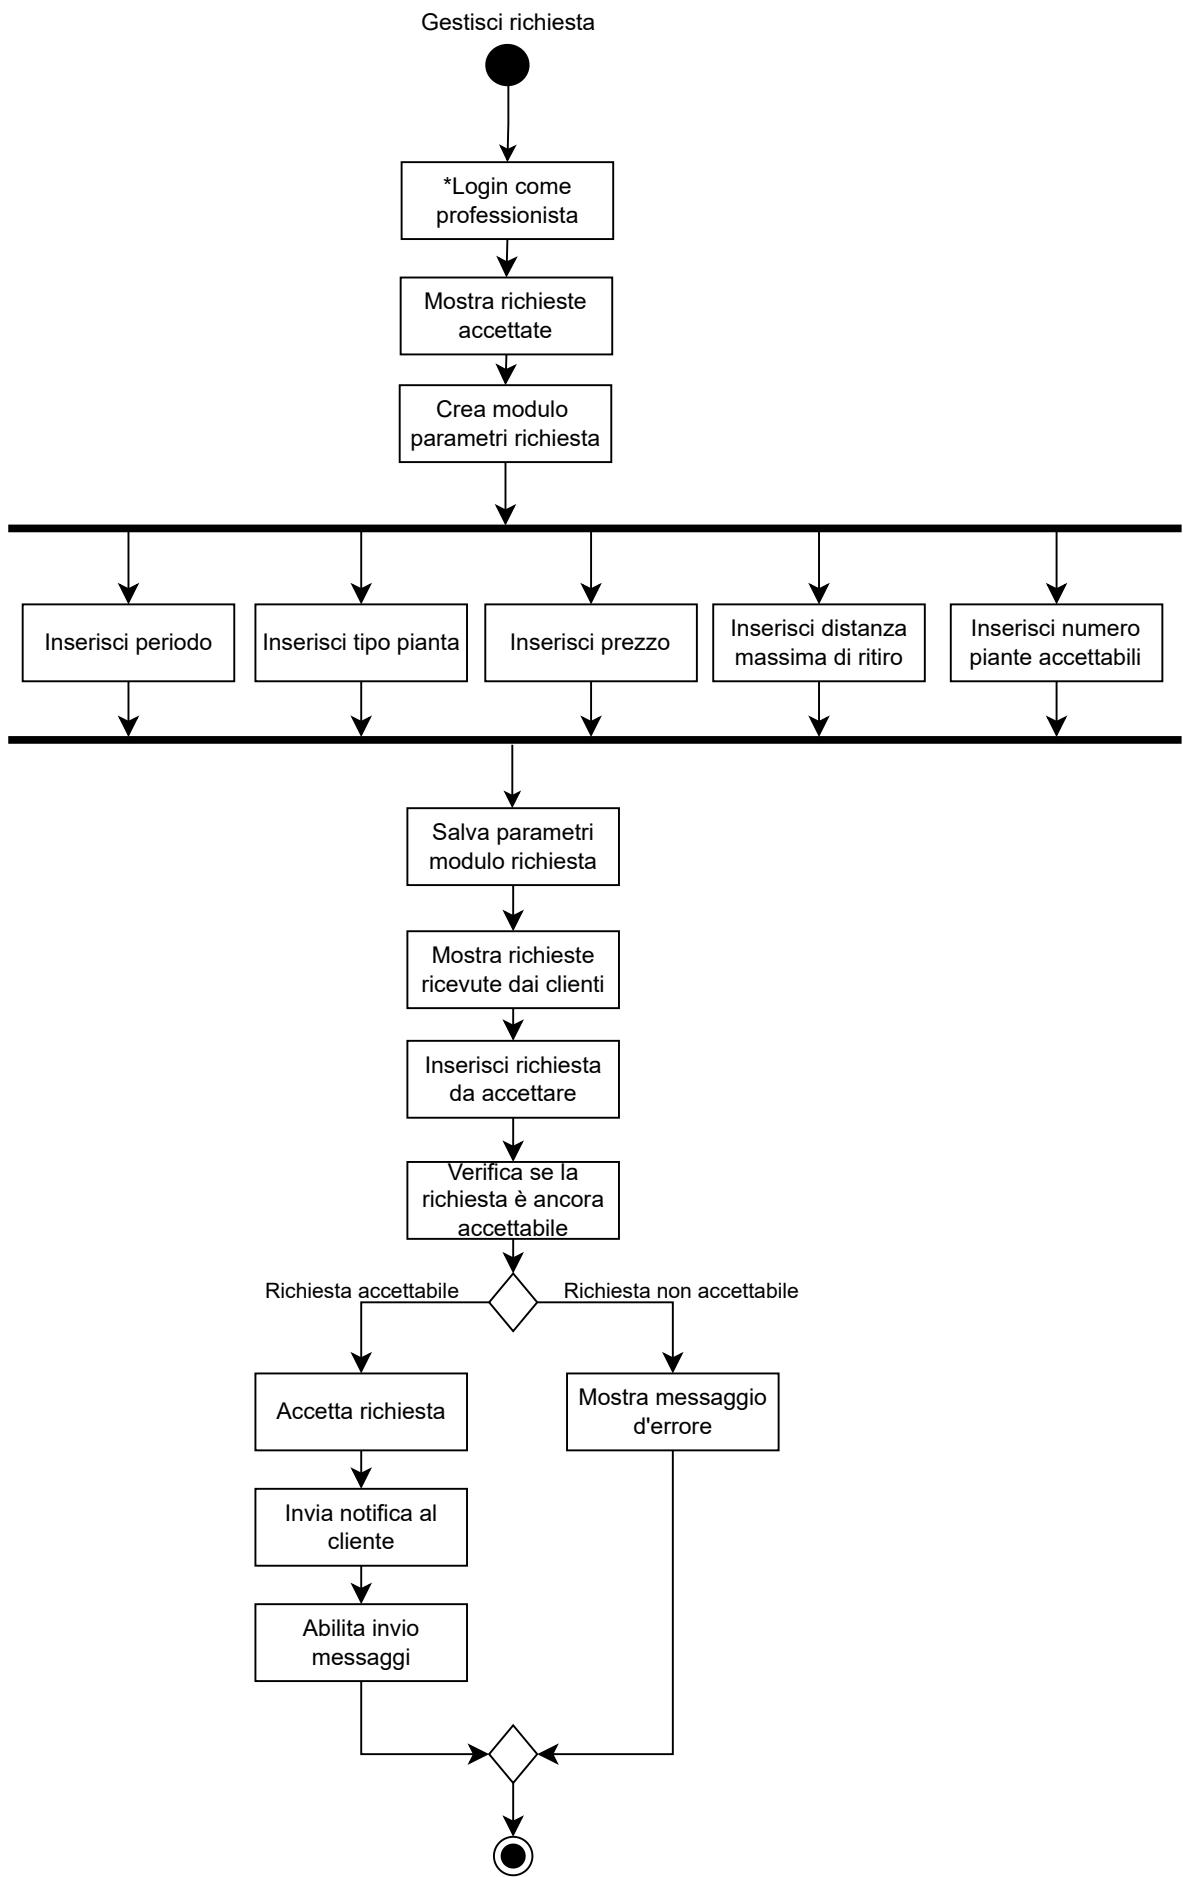 Gestisci richiesta
*Login come
professionista
Mostra richieste
accettate
Crea modulo
parametri richiesta
Inserisci periodo
Inserisci tipo pianta
Inserisci prezzo
Inserisci distanza
massima di ritiro
Inserisci numero
piante accettabili
Salva parametri
modulo richiesta
Mostra richieste
ricevute dai clienti
Inserisci richiesta
da accettare
Verifica se la
richiesta è ancora
accettabile
Richiesta accettabile
Richiesta non accettabile
Accetta richiesta
Mostra messaggio
d'errore
Invia notifica al
cliente
Abilita invio
messaggi